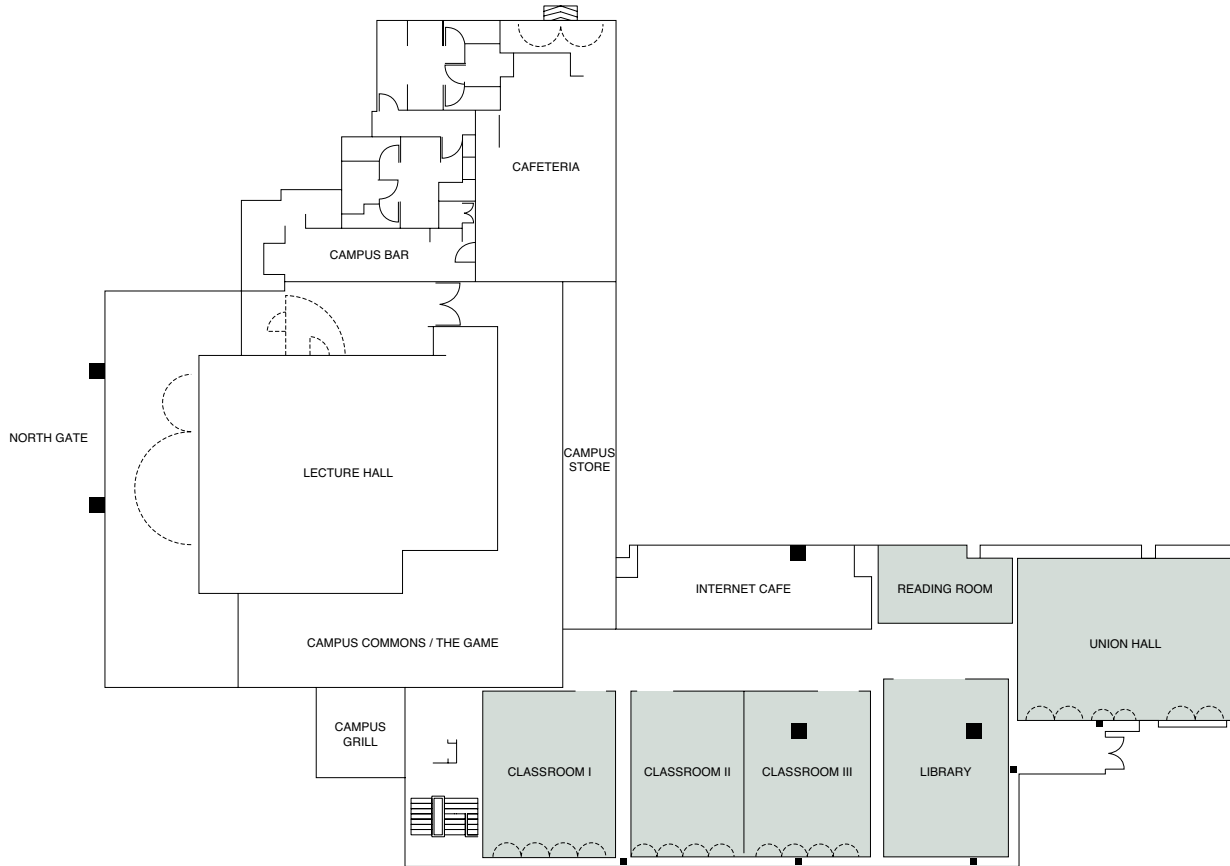 CAFETERIA
CAMPUS BAR
NORTH GATE
LECTURE HALL
CAMPUS
STORE
INTERNET CAFE
READING ROOM
UNION HALL
CAMPUS COMMONS / THE GAME
CAMPUS
GRILL
CLASSROOM I
CLASSROOM II
CLASSROOM III
LIBRARY